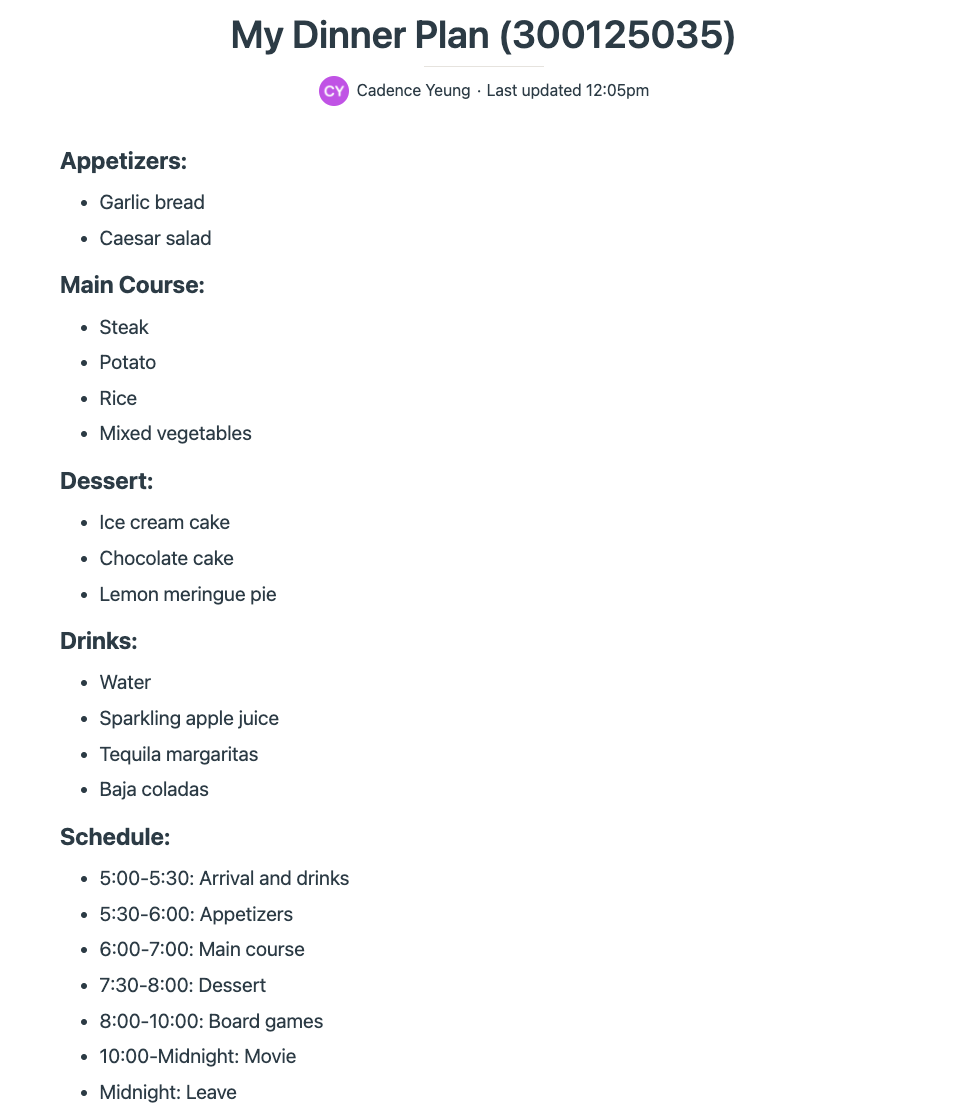 My Dinner Plan (300125035)
CY Cadence Yeung · Last updated 12:05pm
Appetizers:
• Garlic bread
• Caesar salad
Main Course:
• Steak
• Potato
• Rice
• Mixed vegetables
Dessert:
• Ice cream cake
• Chocolate cake
• Lemon meringue pie
Drinks:
• Water
• Sparkling apple juice
• Tequila margaritas
• Baja coladas
Schedule:
• 5:00-5:30: Arrival and drinks
• 5:30-6:00: Appetizers
• 6:00-7:00: Main course
• 7:30-8:00: Dessert
• 8:00-10:00: Board games
• 10:00-Midnight: Movie
• Midnight: Leave